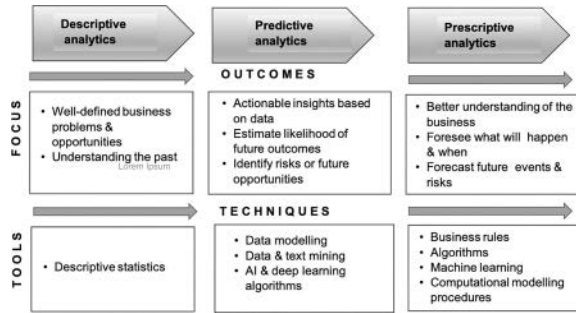 Descriptive
analytics
Predictive
analytics
Prescriptive
analytics
OUTCOMES
FOCUS
• Well-defined business
problems &
opportunities
• Understanding the past
Lorem Ipsum
• Actionable insights based
on data
• Estimate likelihood of
future outcomes
• Identify risks or future
opportunities
• Better understanding of the
business
• Foresee what will happen
& when
• Forecast future events &
risks
TECHNIQUES
TOOLS
• Descriptive statistics
• Data modelling
• Data & text mining
• AI & deep learning
algorithms
• Business rules
• Algorithms
• Machine learning
• Computational modelling
procedures